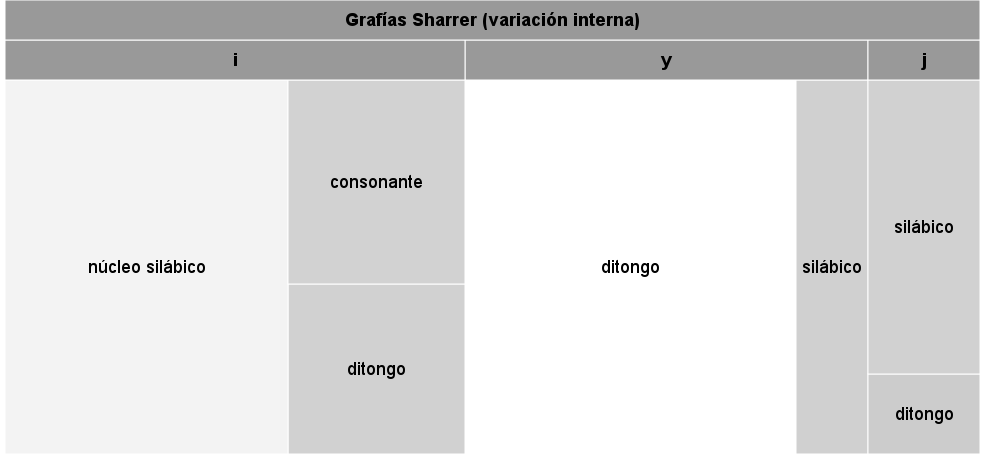 Grafías Sharrer (variación interna)
i
y
j
núcleo silábico
consonante
ditongo
ditongo
silábico
silábico
ditongo